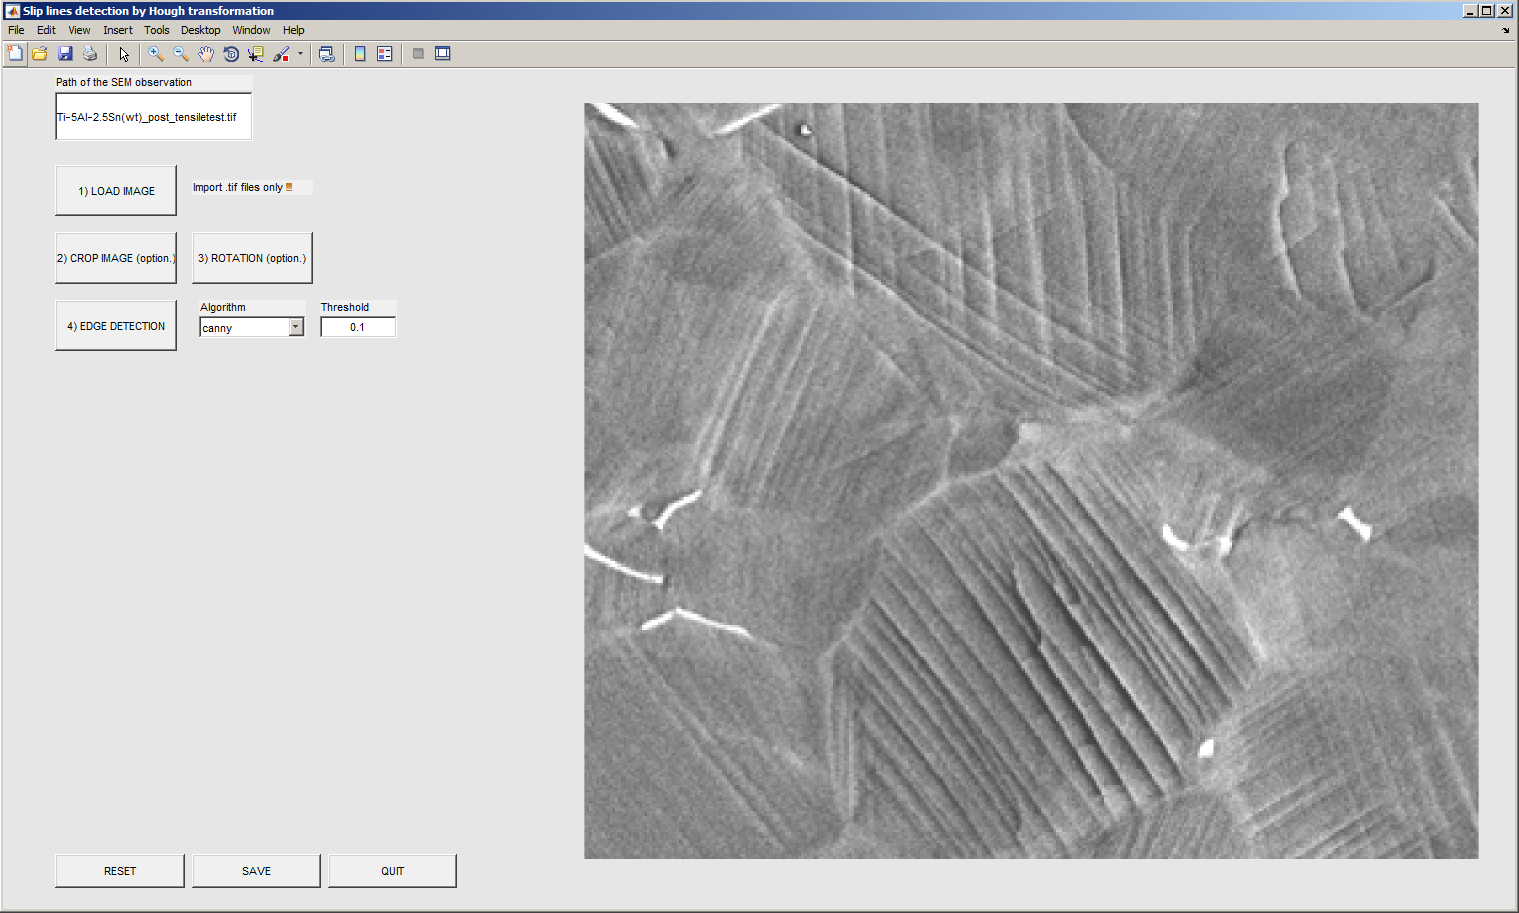 Slip lines detection by Hough transformation
File Edit View Insert Tools Desktop Window Help
Path of the SEM observation
Ti-5Al-2.5Sn(wt)_post_tensiletest.tif
1) LOAD IMAGE
Import .tif files only !!!
2) CROP IMAGE (option.)
3) ROTATION (option.)
4) EDGE DETECTION
Algorithm
canny
Threshold
0.1
RESET
SAVE
QUIT